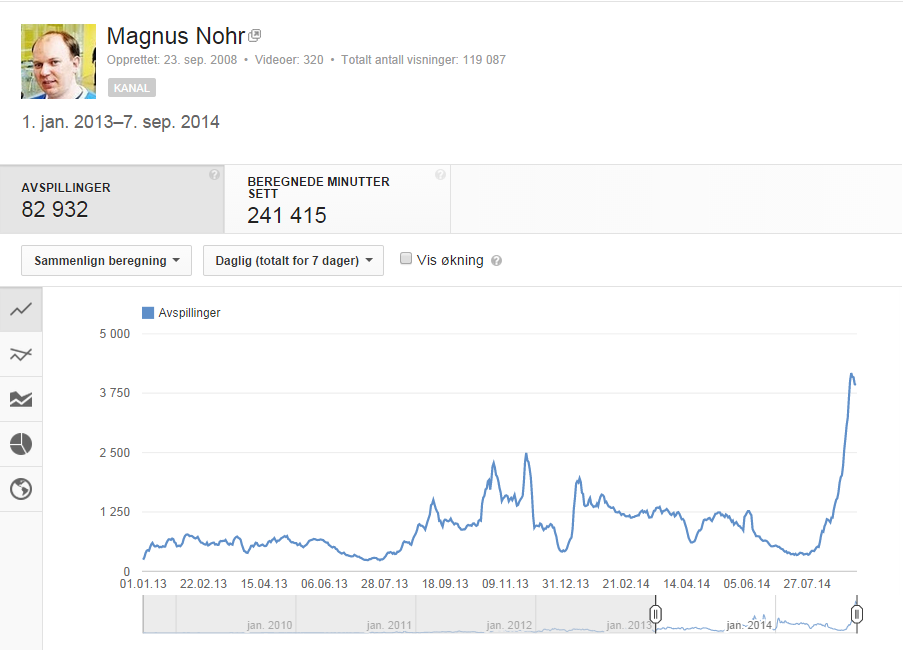 Magnus Nohr
Opprettet: 23. sep. 2008 • Videoer: 320 • Totalt antall visninger: 119 087
KANAL
1. jan. 2013–7. sep. 2014
AVSPILLINGER ?
82 932
BEREGNEDE MINUTTER ?
SETT
241 415
Sammenlign beregning
Daglig (totalt for 7 dager)
Vis økning ?
Avspillinger
5 000
3 750
2 500
1 250
0
01.01.13 22.02.13 15.04.13 06.06.13 28.07.13 18.09.13 09.11.13 31.12.13 21.02.14 14.04.14 05.06.14 27.07.14
jan. 2010 jan. 2011 jan. 2012 jan. 2013 jan. 2014